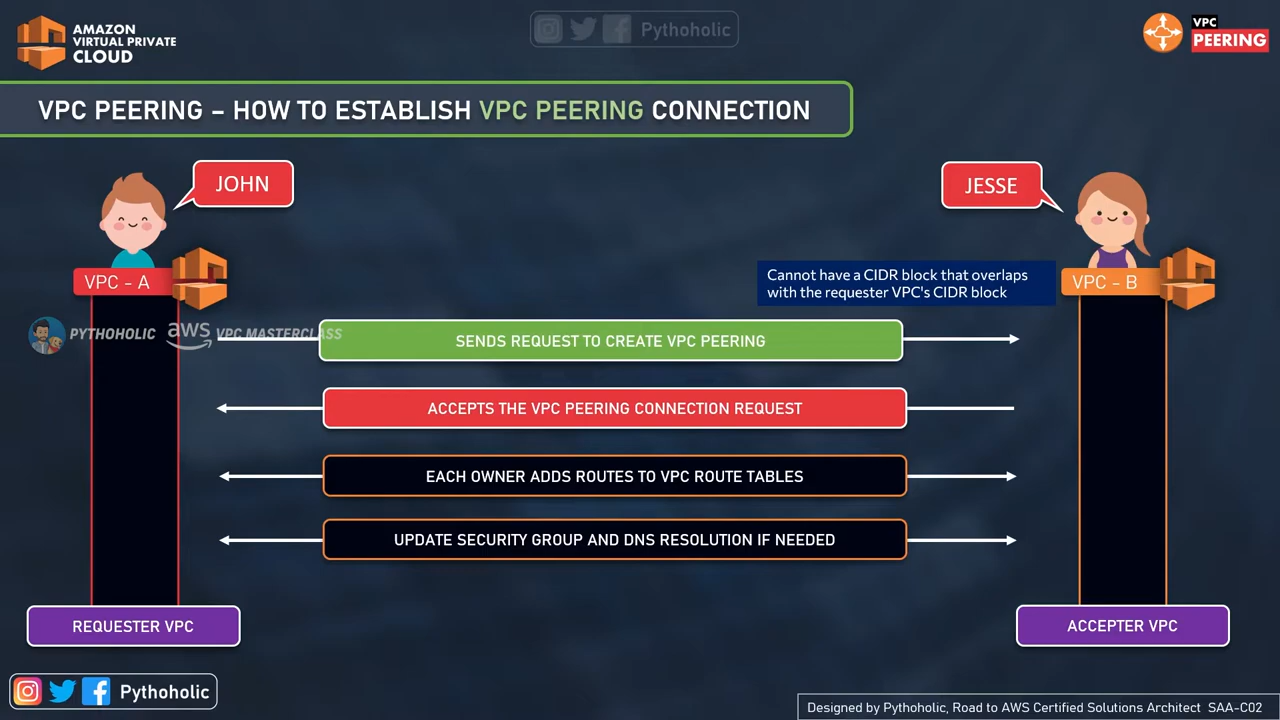 AMAZON
VIRTUAL PRIVATE
CLOUD
Pythoholic
VPC
PEERING
VPC PEERING – HOW TO ESTABLISH VPC PEERING CONNECTION
JOHN
JESSE
VPC - A
Cannot have a CIDR block that overlaps
with the requester VPC's CIDR block
VPC - B
PYTHOHOLIC aws VPC MASTERCLASS
SENDS REQUEST TO CREATE VPC PEERING
ACCEPTS THE VPC PEERING CONNECTION REQUEST
EACH OWNER ADDS ROUTES TO VPC ROUTE TABLES
UPDATE SECURITY GROUP AND DNS RESOLUTION IF NEEDED
REQUESTER VPC
ACCEPTER VPC
Pythoholic
Designed by Pythoholic, Road to AWS Certified Solutions Architect SAA-C02